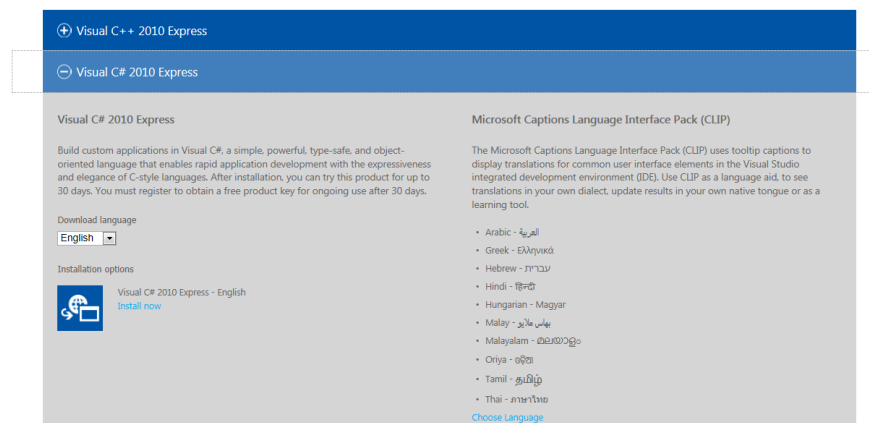 Visual C++ 2010 Express
Visual C# 2010 Express
Visual C# 2010 Express
Build custom applications in Visual C#, a simple, powerful, type-safe, and object-
oriented language that enables rapid application development with the expressiveness
and elegance of C-style languages. After installation, you can try this product for up to
30 days. You must register to obtain a free product key for ongoing use after 30 days.
Download language
English
Installation options
Visual C# 2010 Express - English
Install now
Microsoft Captions Language Interface Pack (CLIP)
The Microsoft Captions Language Interface Pack (CLIP) uses tooltip captions to
display translations for common user interface elements in the Visual Studio
integrated development environment (IDE). Use CLIP as a language aid, to see
translations in your own dialect, update results in your own native tongue or as a
learning tool.
• Arabic - العربية
• Greek - Ελληνικά
• Hebrew - עברית
• Hindi - हिन्दी
• Hungarian - Magyar
• Malay - بهاس ملايو
• Malayalam - മലയാളം
• Oriya - ଓଡ଼ିଆ
• Tamil - தமிழ்
• Thai - ภาษาไทย
Choose Language